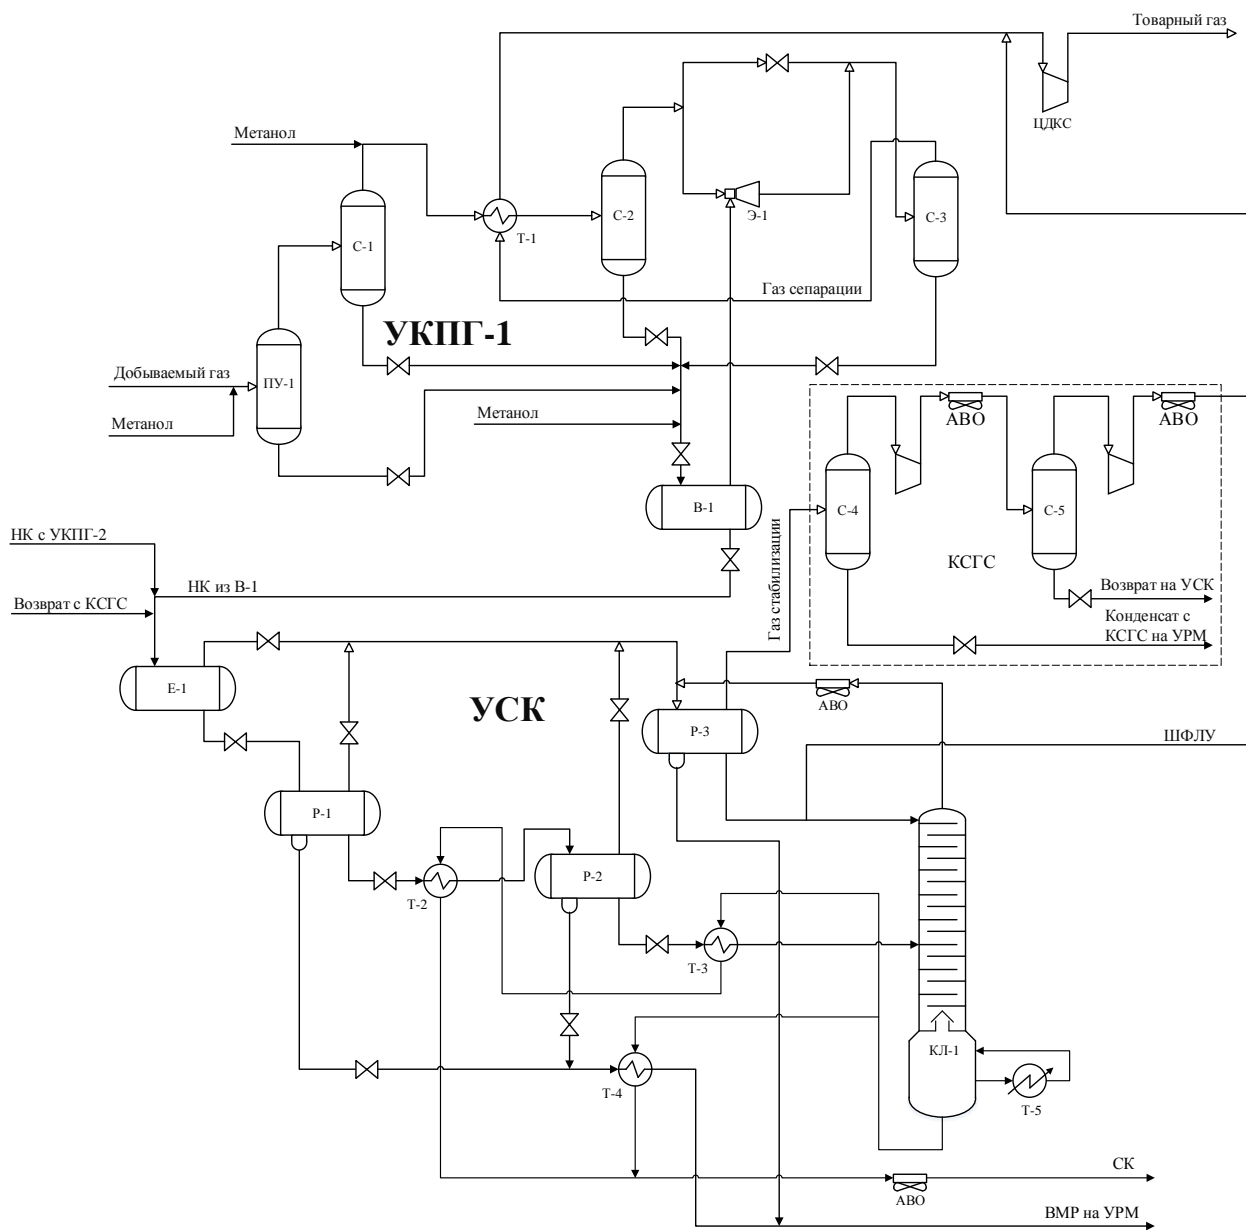 Товарный газ
ЦДКС
Метанол
С-2
С-3
Э-1
С-1
Т-1
Газ сепарации
УКПГ-1
Добываемый газ
ПУ-1
Метанол
Метанол
АВО
АВО
В-1
С-4
С-5
НК с УКПГ-2
КСГС
Газ стабилизации
НК из В-1
Возврат на УСК
Возврат с КСГС
Конденсат с
КСГС на УРМ
Е-1
УСК
АВО
Р-3
ШФЛУ
Р-1
Р-2
Т-2
Т-3
КЛ-1
Т-4
Т-5
СК
АВО
ВМР на УРМ